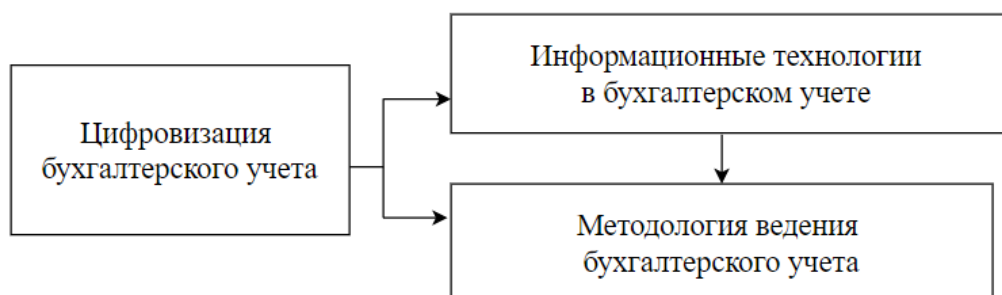 Цифровизация
бухгалтерского учета
Информационные технологии
в бухгалтерском учете
Методология ведения
бухгалтерского учета